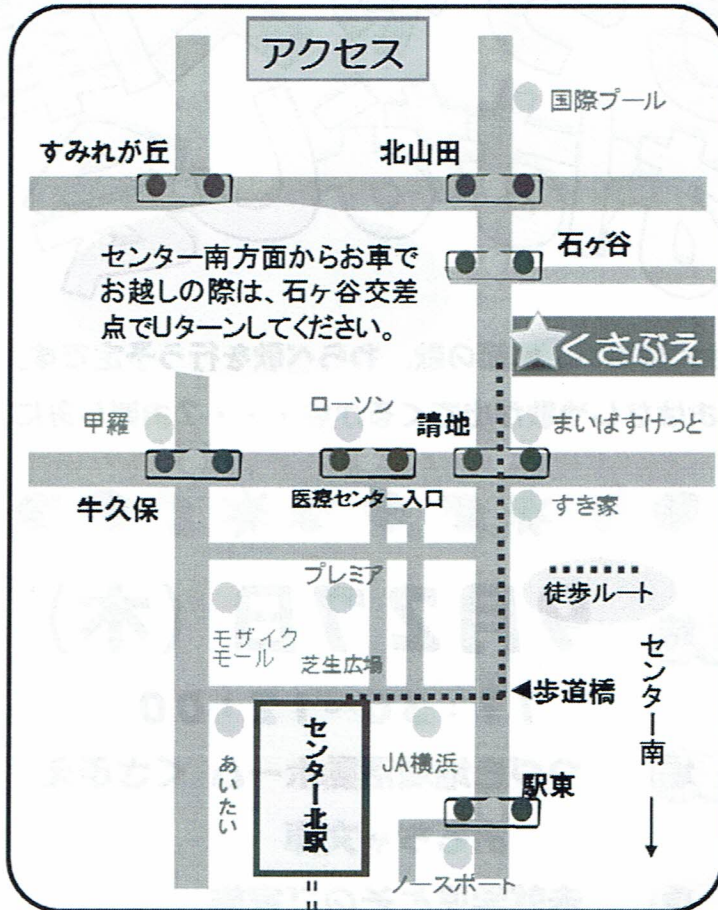 アクセス
国際プール
すみれが丘
北山田
センター南方面からお車で
お越しの際は、石ヶ谷交差
点でUターンしてください。
石ヶ谷
くさぶえ
甲羅
ローソン
請地
まいばすけっと
牛久保
医療センター入口
すき家
プレミア
徒歩ルート
モザイク
モール
芝生広場
センター南
◀歩道橋
あいたい
センター北駅
JA横浜
駅東
ノースポート